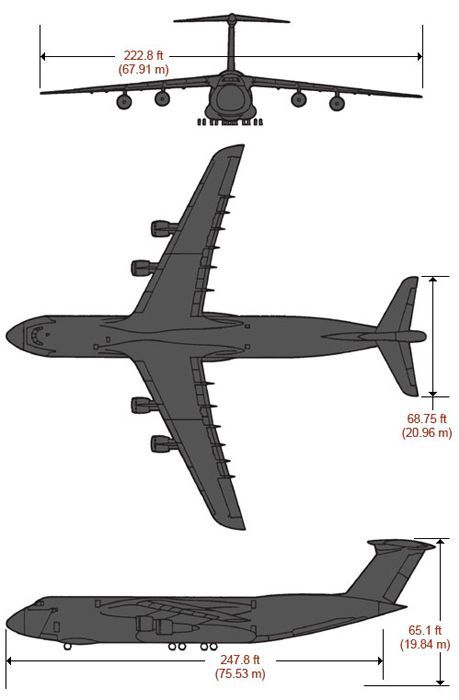 222.8 ft
(67.91 m)
68.75 ft
(20.96 m)
65.1 ft
(19.84 m)
247.8 ft
(75.53 m)